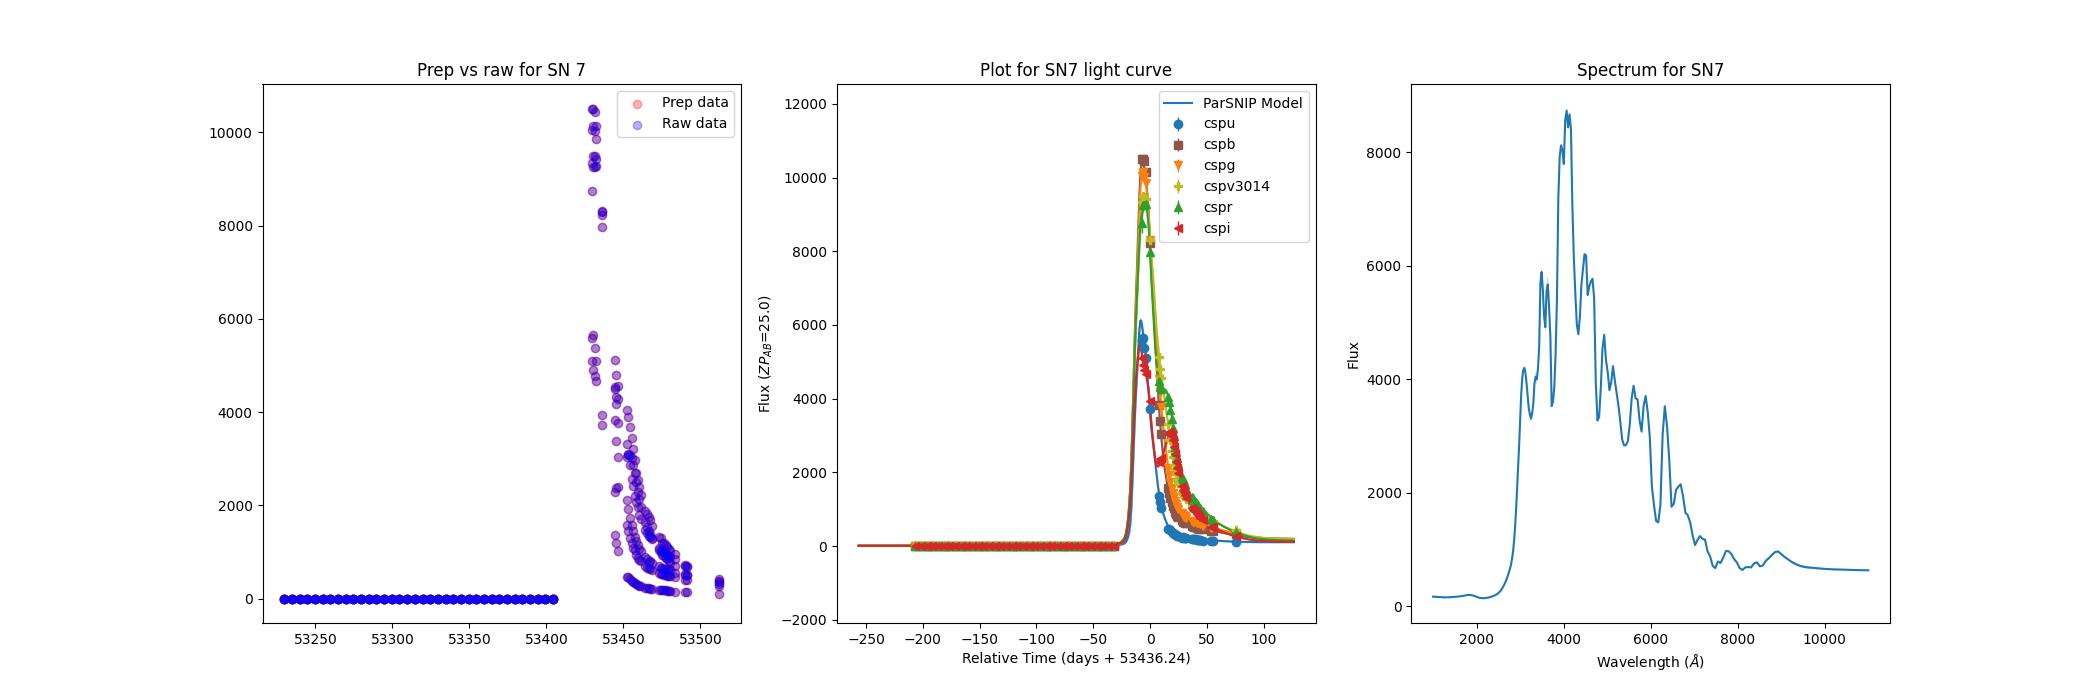 Prep vs raw for SN 7
Prep data
Raw data
10000
8000
6000
4000
2000
0
53250
53300
53350
53400
53450
53500
Plot for SN7 light curve
ParSNIP Model
cspu
cspb
cspg
cspv3014
cspr
cspi
Flux (ZP_AB=25.0)
12000
10000
8000
6000
4000
2000
0
−2000
−250
−200
−150
−100
−50
0
50
100
Relative Time (days + 53436.24)
Spectrum for SN7
Flux
8000
6000
4000
2000
0
2000
4000
6000
8000
10000
Wavelength (Å)